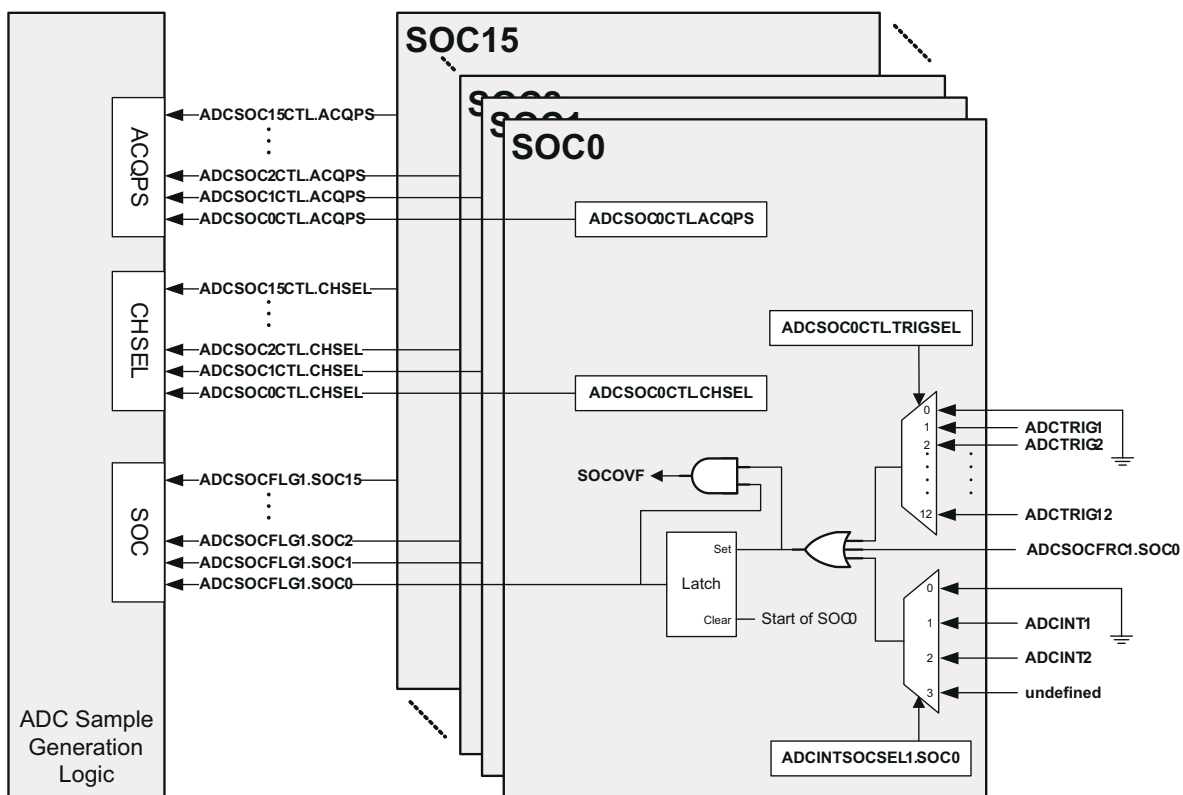 SOC15
SOC2
SOC1
SOC0
ACQPS
ADCSOC15CTL.ACQPS
ADCSOC2CTL.ACQPS
ADCSOC1CTL.ACQPS
ADCSOC0CTL.ACQPS
ADCSOC0CTL.ACQPS
CHSEL
ADCSOC15CTL.CHSEL
ADCSOC2CTL.CHSEL
ADCSOC1CTL.CHSEL
ADCSOC0CTL.CHSEL
ADCSOC0CTL.CHSEL
ADCSOC0CTL.TRIGSEL
0
1
2
12
ADCTRIG1
ADCTRIG2
ADCTRIG12
SOC
ADCSOCFLG1.SOC15
ADCSOCFLG1.SOC2
ADCSOCFLG1.SOC1
ADCSOCFLG1.SOC0
SOCOVF
Set
Latch
Clear
Start of SOC0
ADCSOCFRC1.SOC0
0
1
2
3
ADCINT1
ADCINT2
undefined
ADCINTSOCSEL1.SOC0
ADC Sample
Generation
Logic